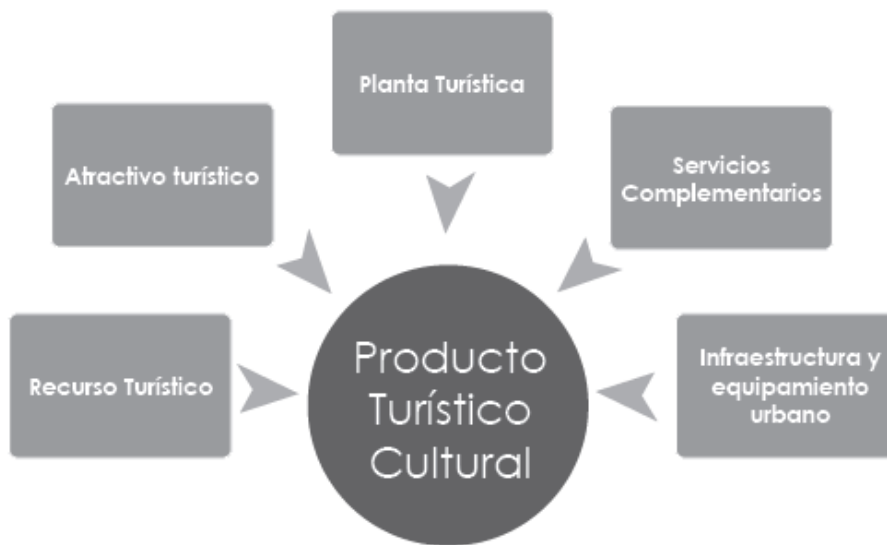 Planta Turística
Atractivo turístico
Servicios
Complementarios
Recurso Turístico
Producto
Turístico
Cultural
Infraestructura y
equipamiento
urbano